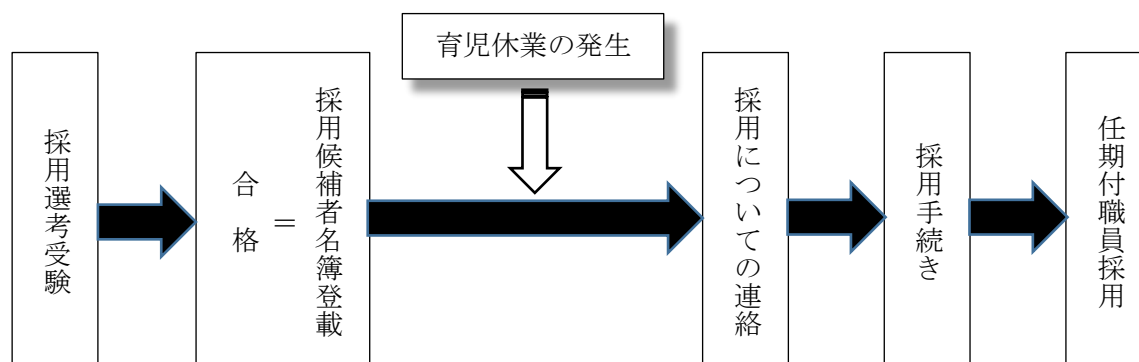 育児休業の発生
採用選考受験
合格
＝
採用候補者名簿登載
採用についての連絡
採用手続き
任期付職員採用